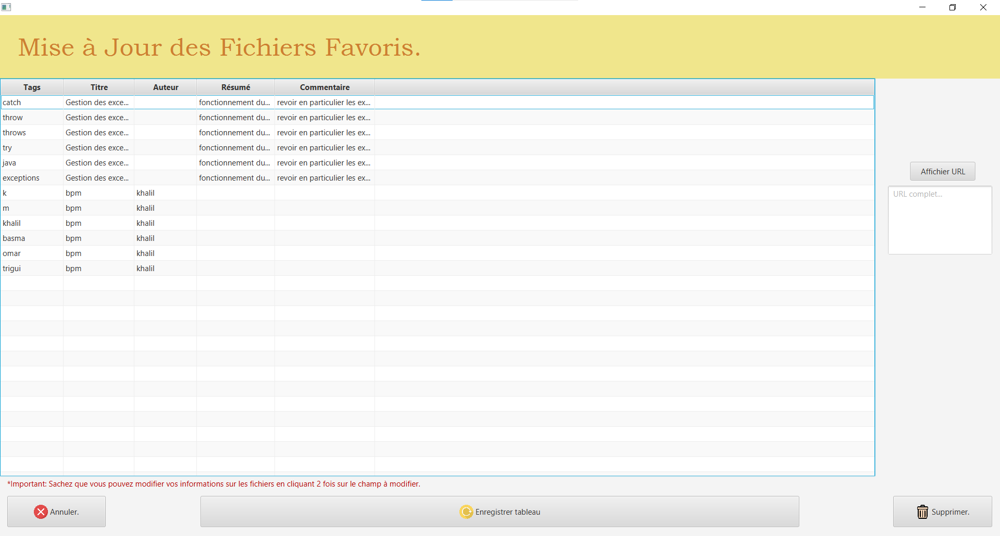 Mise à Jour des Fichiers Favoris.
Tags Titre Auteur Résumé Commentaire
catch Gestion des exce... fonctionnement du... revoir en particulier les ex...
throw Gestion des exce... fonctionnement du... revoir en particulier les ex...
throws Gestion des exce... fonctionnement du... revoir en particulier les ex...
try Gestion des exce... fonctionnement du... revoir en particulier les ex...
java Gestion des exce... fonctionnement du... revoir en particulier les ex...
exceptions Gestion des exce... fonctionnement du... revoir en particulier les ex...
k bpm khalil
m bpm khalil
khalil bpm khalil
basma bpm khalil
omar bpm khalil
trigui bpm khalil
Affichier URL
URL complet...
*Important: Sachez que vous pouvez modifier vos informations sur les fichiers en cliquant 2 fois sur le champ à modifier.
Annuler. Enregistrer tableau Supprimer.